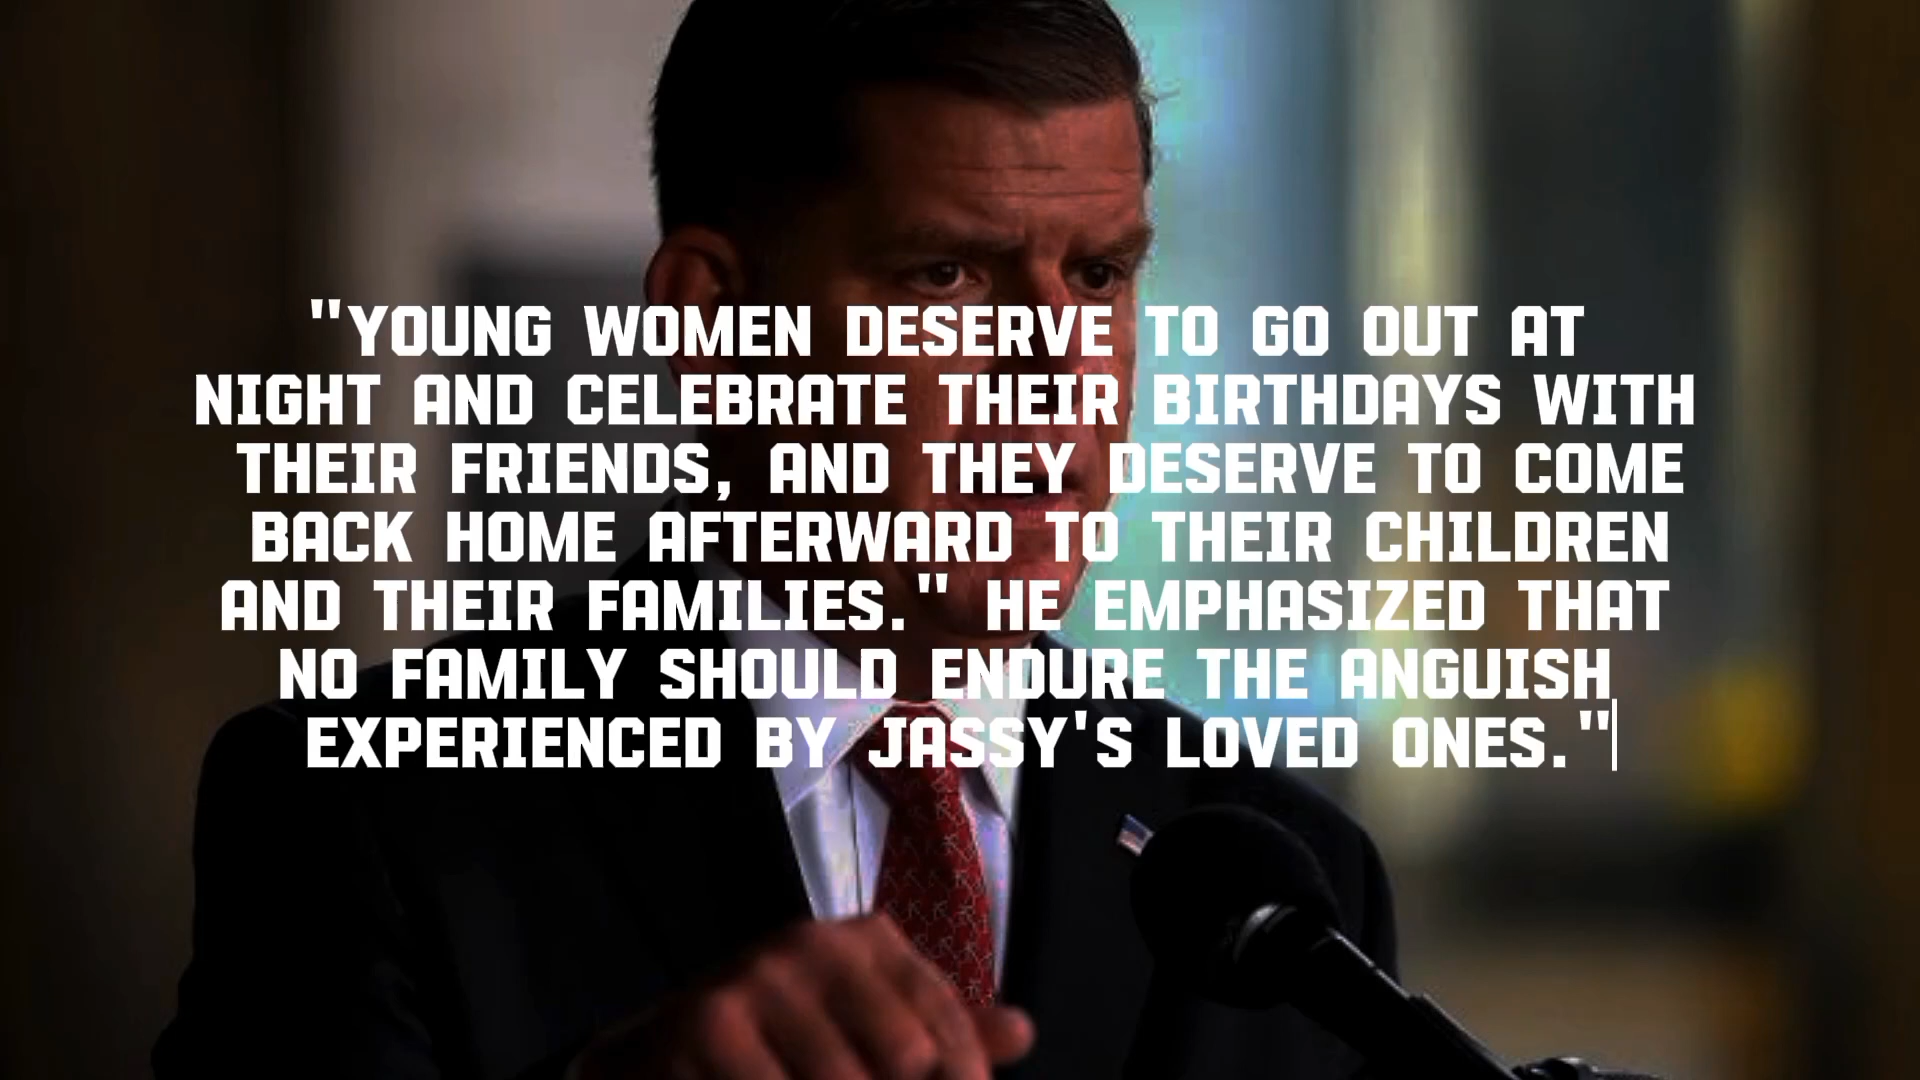 "YOUNG WOMEN DESERVE TO GO OUT AT
NIGHT AND CELEBRATE THEIR BIRTHDAYS WITH
THEIR FRIENDS, AND THEY DESERVE TO COME
BACK HOME AFTERWARD TO THEIR CHILDREN
AND THEIR FAMILIES." HE EMPHASIZED THAT
NO FAMILY SHOULD ENDURE THE ANGUISH
EXPERIENCED BY JASSY'S LOVED ONES."